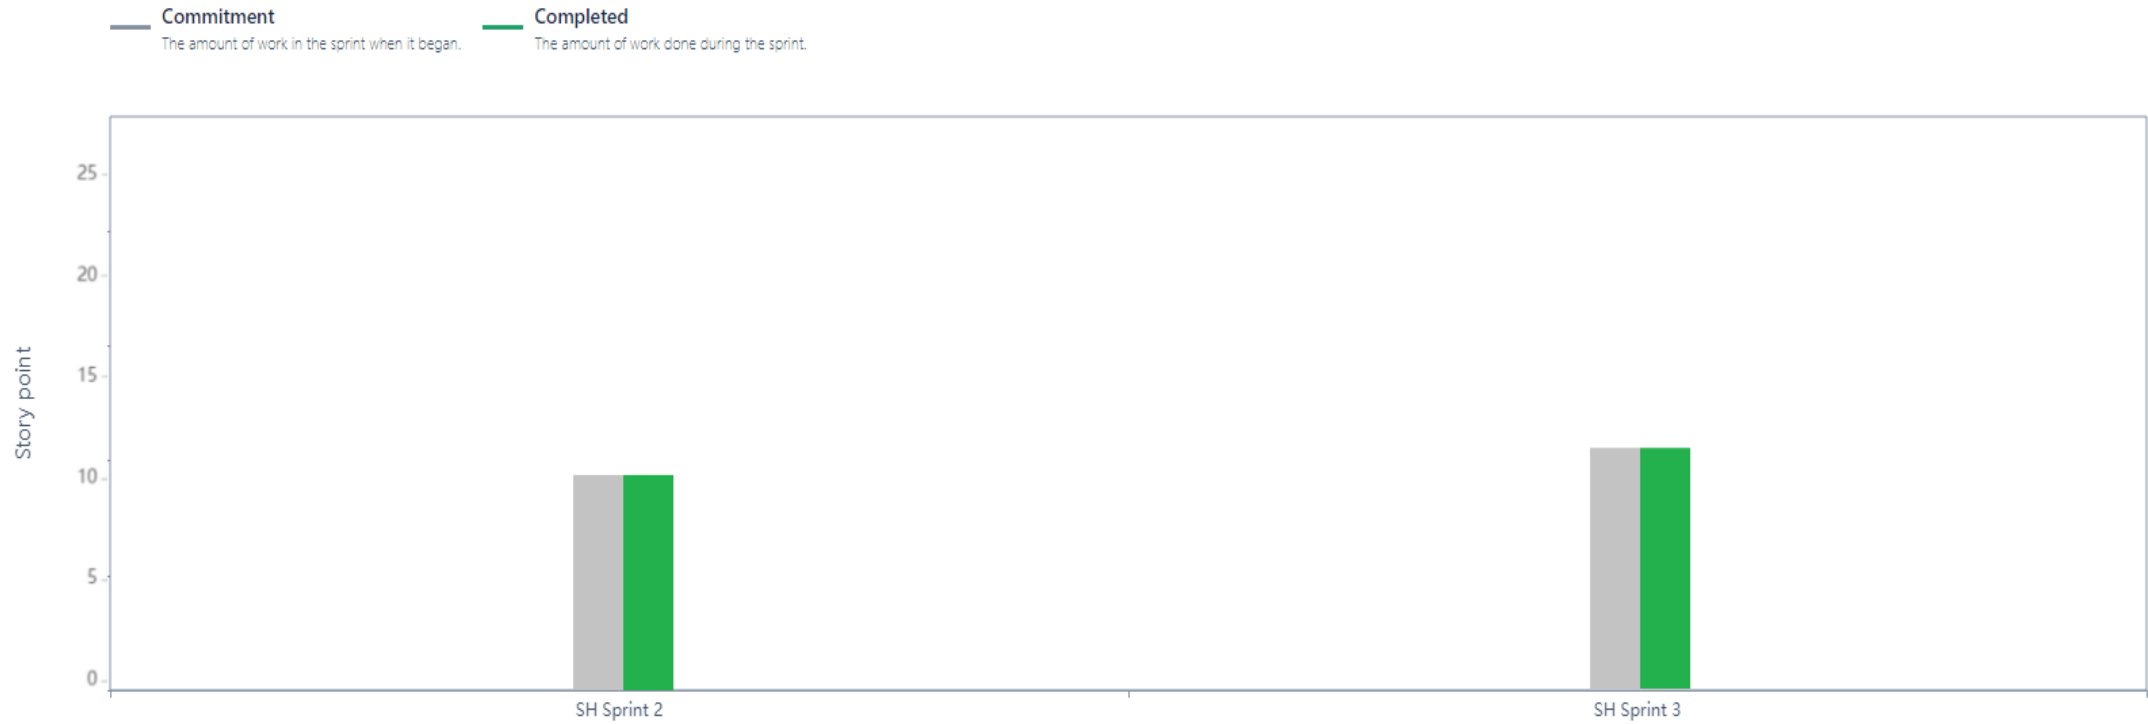 Commitment
The amount of work in the sprint when it began.
Completed
The amount of work done during the sprint.
25
20
15
10
5
0
Story point
SH Sprint 2
SH Sprint 3